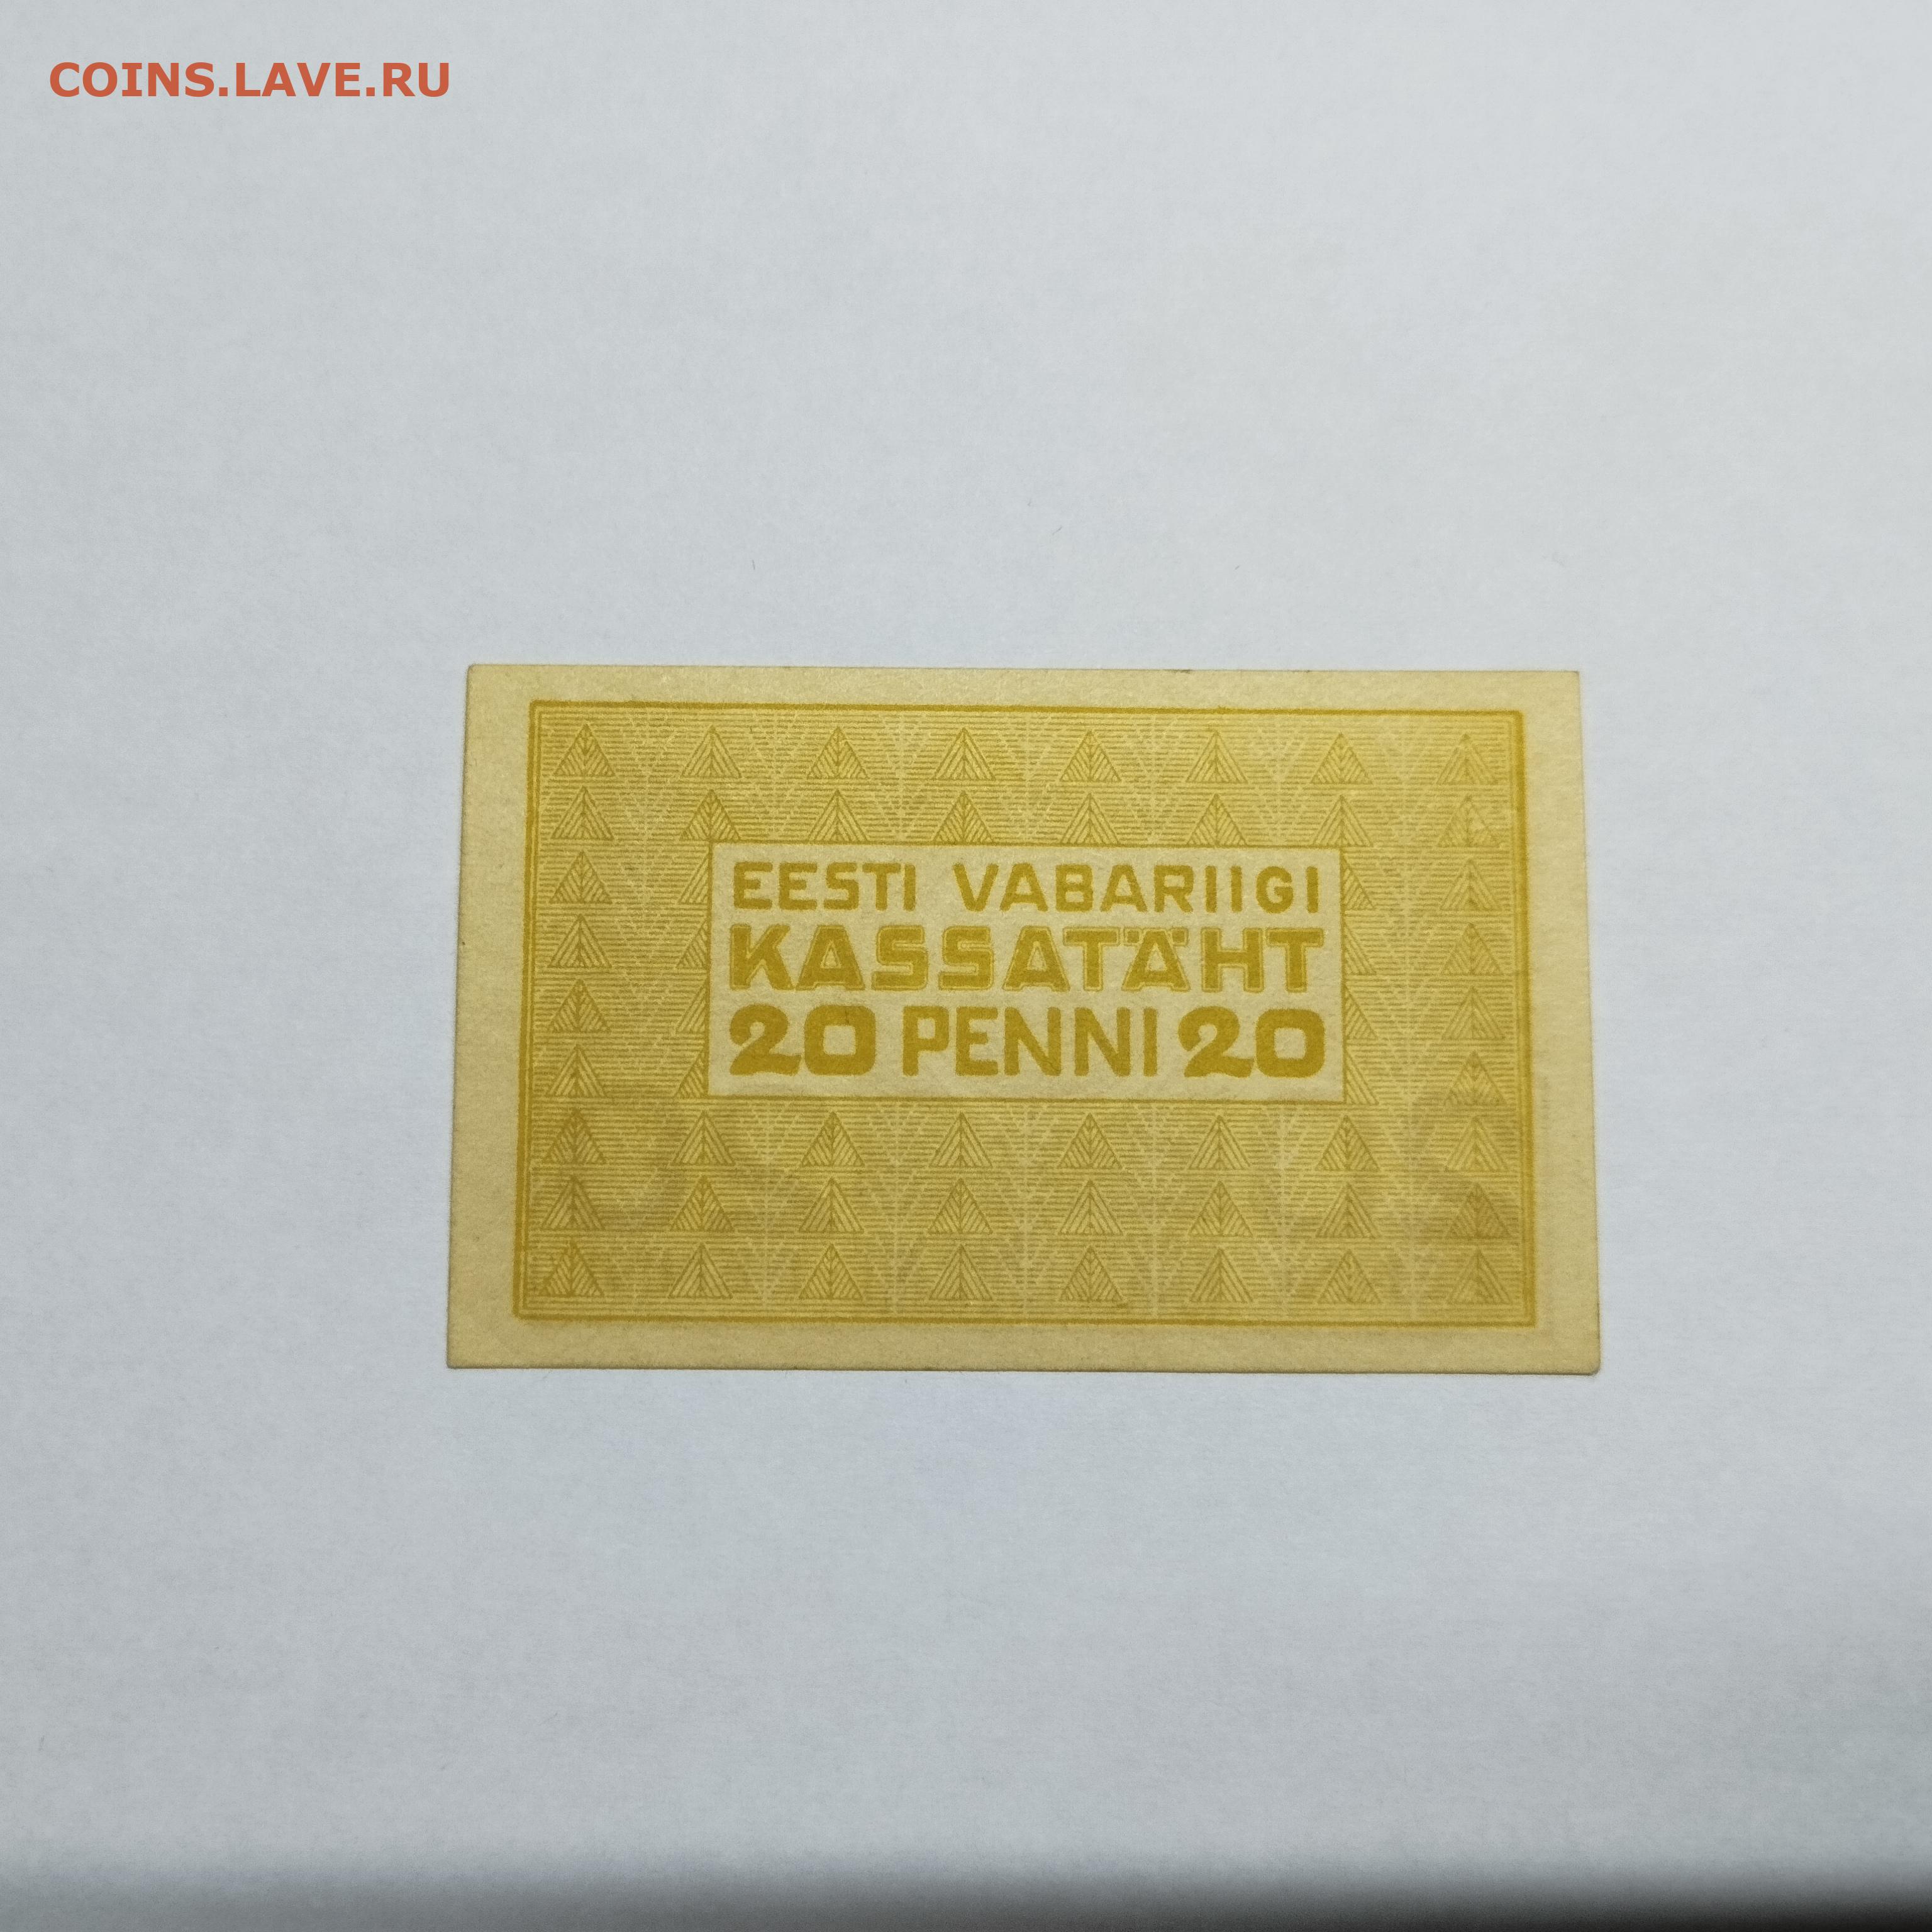 COINS.LAVE.RU
EESTI VABARIIGI
KASSATÄHT
20 PENNI 20